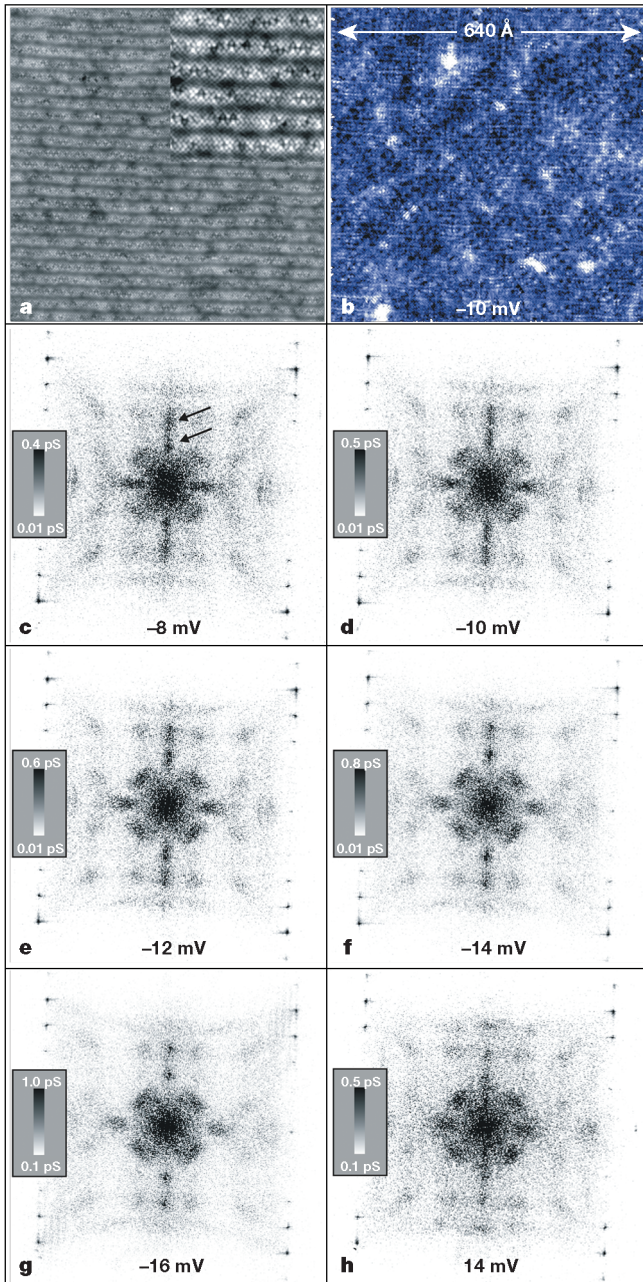 640 Å
a
b
–10 mV
0.4 pS
0.01 pS
c
–8 mV
0.5 pS
0.01 pS
d
–10 mV
0.6 pS
0.01 pS
e
–12 mV
0.8 pS
0.01 pS
f
–14 mV
1.0 pS
0.1 pS
g
–16 mV
0.5 pS
0.1 pS
h
14 mV